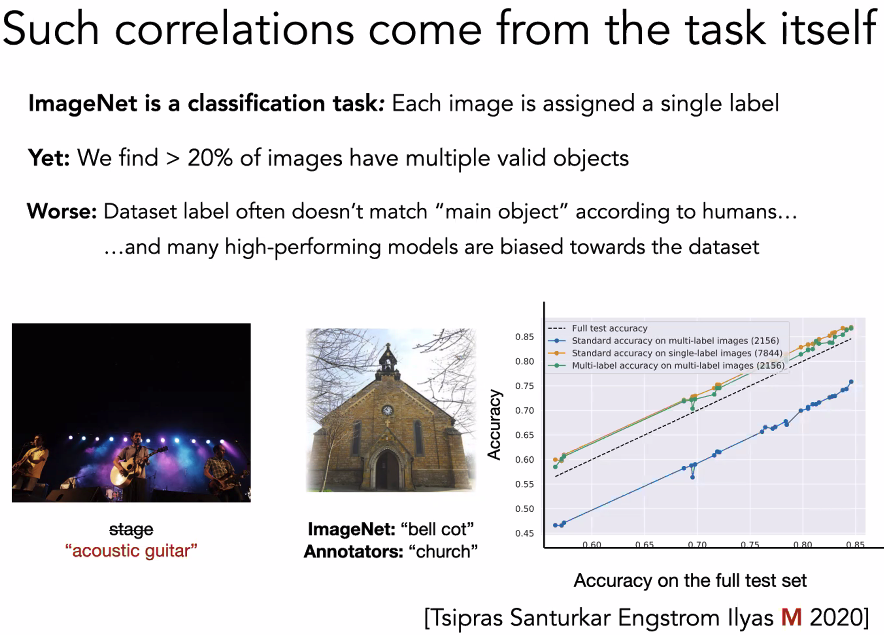 Such correlations come from the task itself
ImageNet is a classification task: Each image is assigned a single label
Yet: We find > 20% of images have multiple valid objects
Worse: Dataset label often doesn't match “main object” according to humans…
…and many high-performing models are biased towards the dataset
stage
“acoustic guitar”
ImageNet: “bell cot”
Annotators: “church”
Accuracy
0.85
0.80
0.75
0.70
0.65
0.60
0.55
0.50
0.45
Full test accuracy
Standard accuracy on multi-label images (2156)
Standard accuracy on single-label images (7844)
Multi-label accuracy on multi-label images (2156)
0.60 0.65 0.70 0.75 0.80 0.85
Accuracy on the full test set
[Tsipras Santurkar Engstrom Ilyas M 2020]